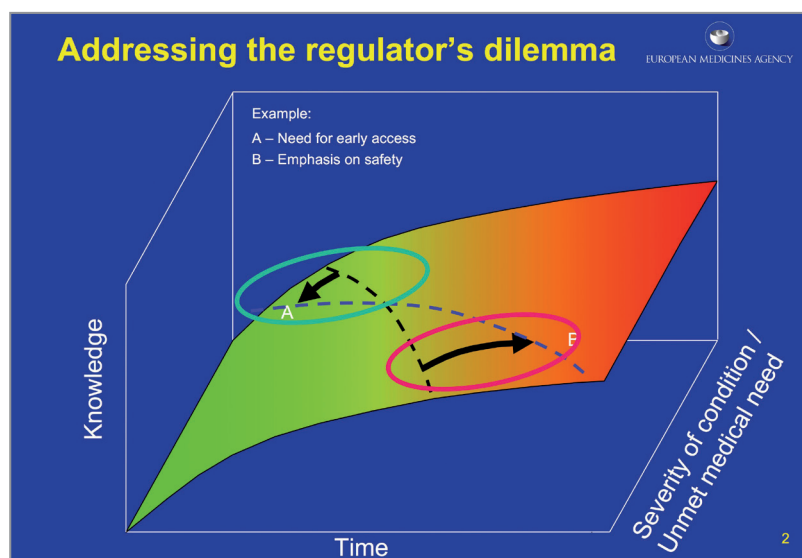 Addressing the regulator's dilemma
EUROPEAN MEDICINES AGENCY
Example:
A – Need for early access
B – Emphasis on safety
A
B
Knowledge
Time
Severity of condition /
Unmet medical need
2